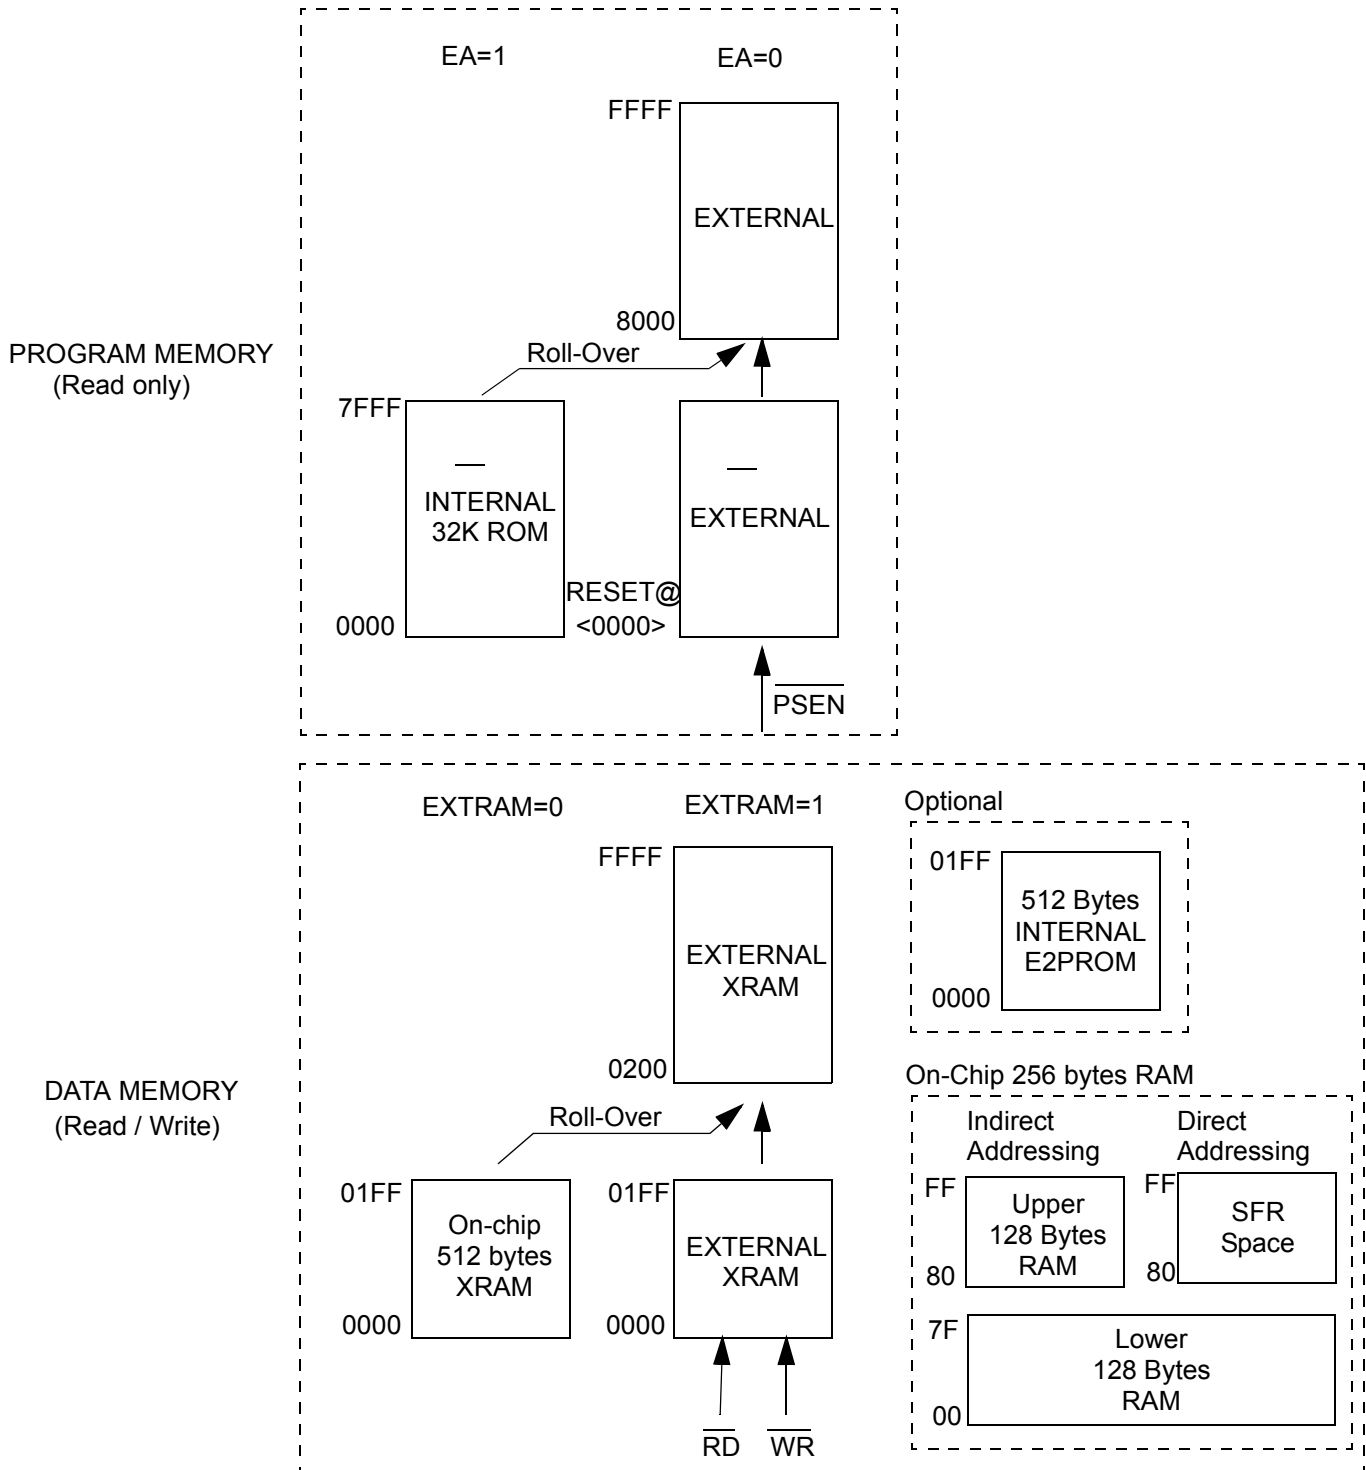 EA=1
EA=0
FFFF
EXTERNAL
8000
Roll-Over
PROGRAM MEMORY
(Read only)
7FFF
INTERNAL
32K ROM
EXTERNAL
RESET@
<0000>
0000
PSEN
EXTRAM=0
EXTRAM=1
Optional
FFFF
EXTERNAL
XRAM
0200
01FF
512 Bytes
INTERNAL
E2PROM
0000
DATA MEMORY
(Read / Write)
Roll-Over
01FF
On-chip
512 bytes
XRAM
0000
01FF
EXTERNAL
XRAM
0000
RD
WR
On-Chip 256 bytes RAM
Indirect
Addressing
FF
Upper
128 Bytes
RAM
80
Direct
Addressing
FF
SFR
Space
80
7F
Lower
128 Bytes
RAM
00